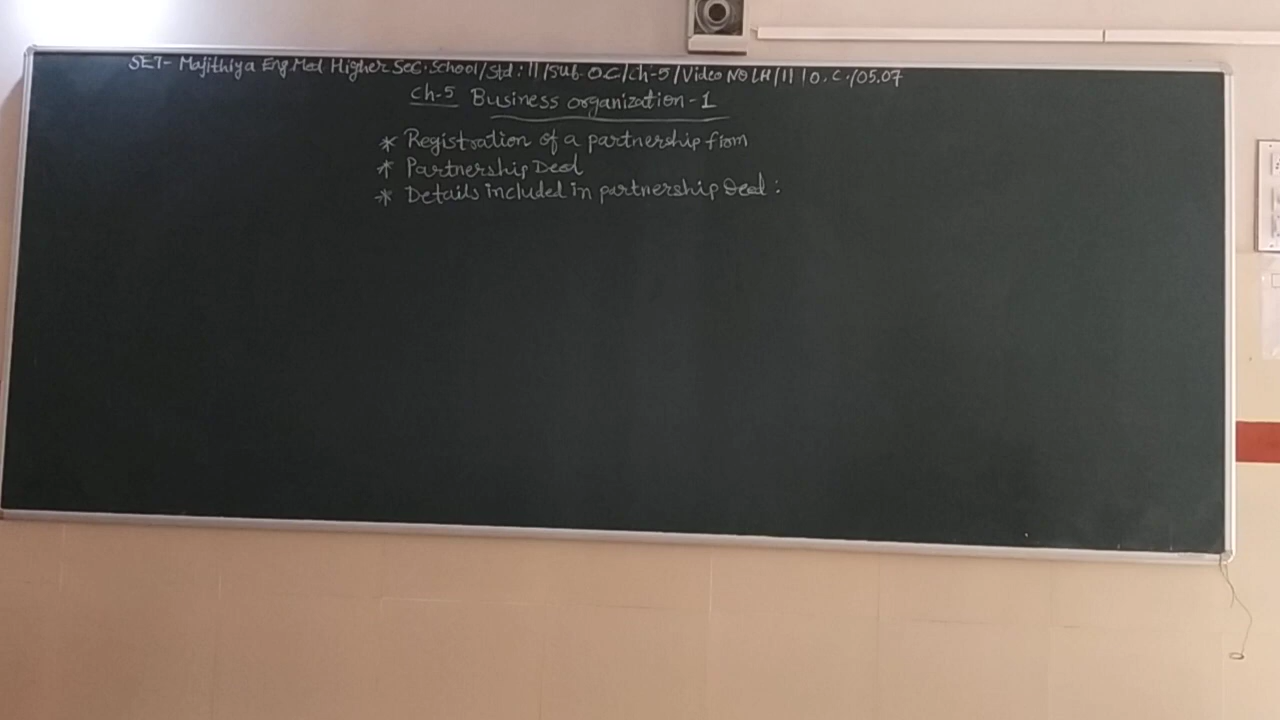 SET- Majithiya Eng.Med Higher Sec. School/Std: 11/Sub. OC/ch-5/Video No LH/11/O.C./05.07
Ch-5 Business organization-1
* Registration of a partnership firm
* Partnership Deed
* Details included in partnership Deed: